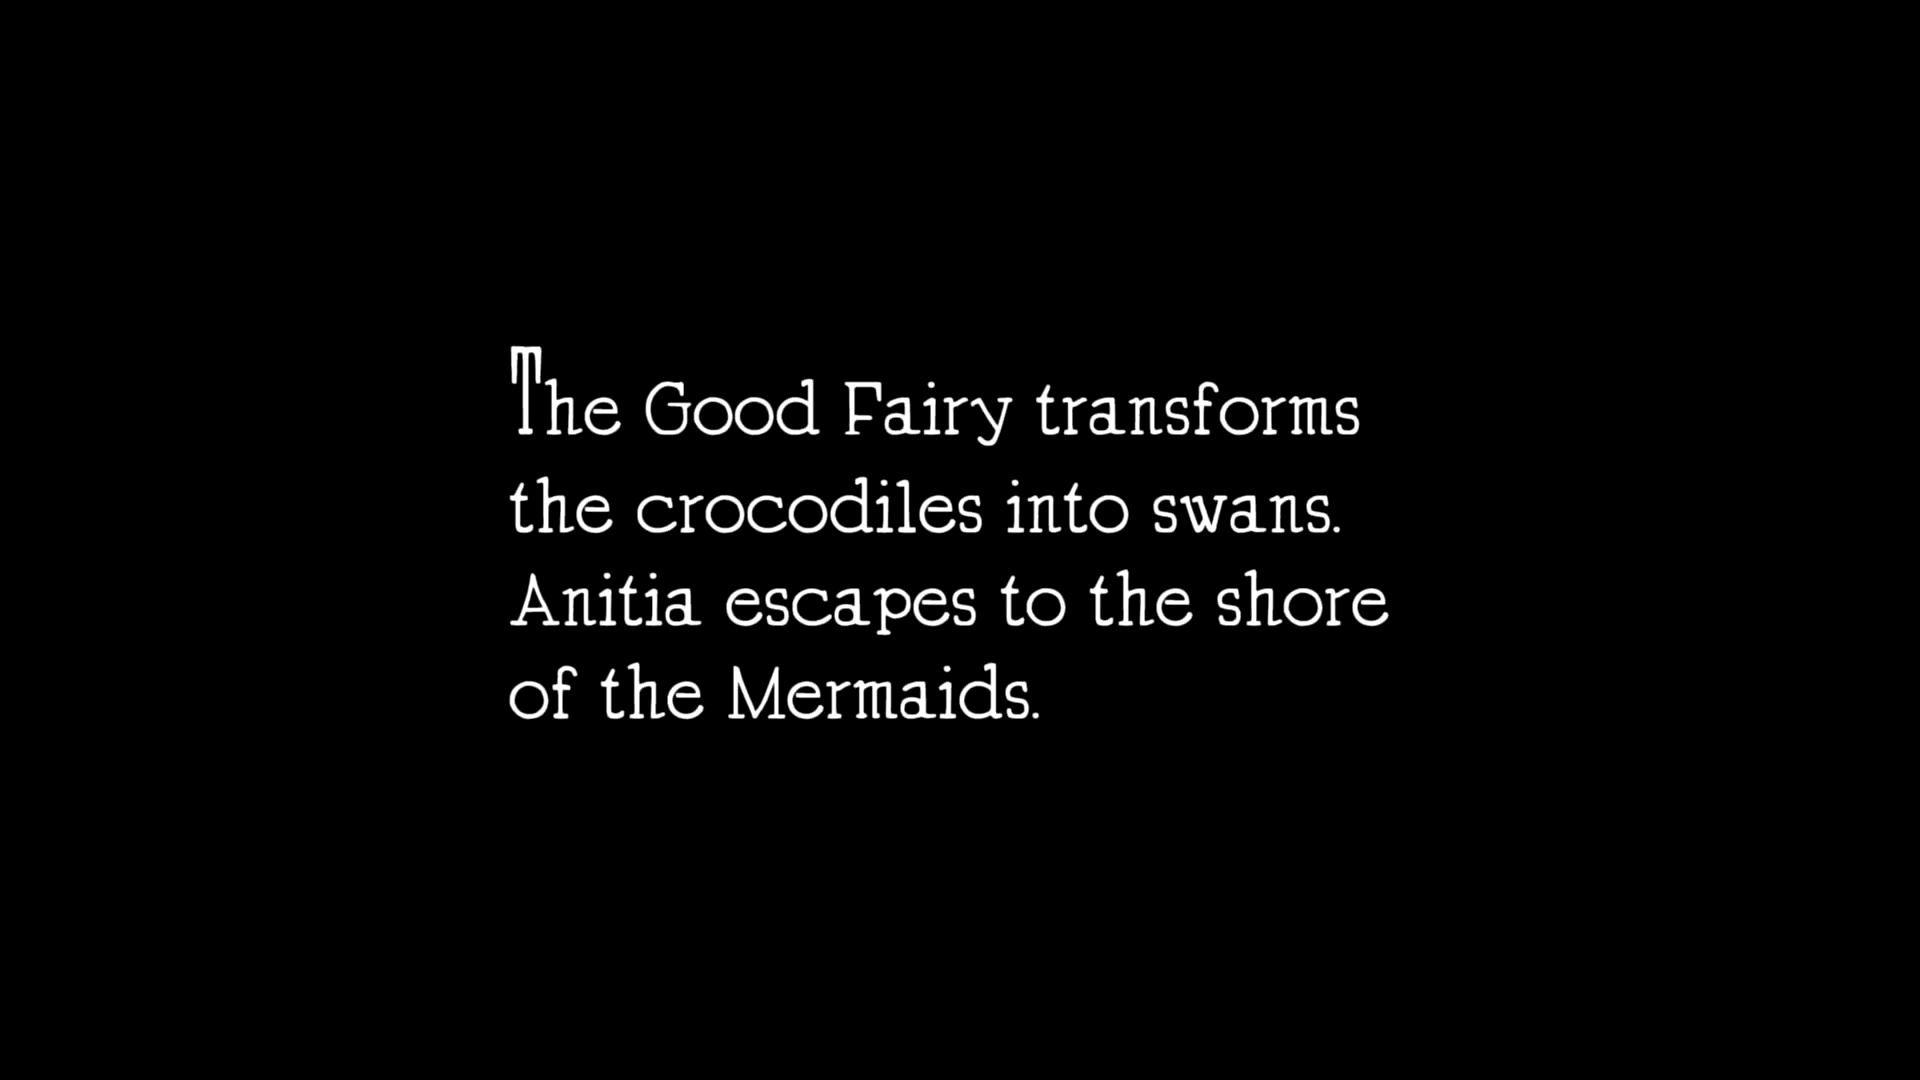 The Good Fairy transforms
the crocodiles into swans.
Anitia escapes to the shore
of the Mermaids.